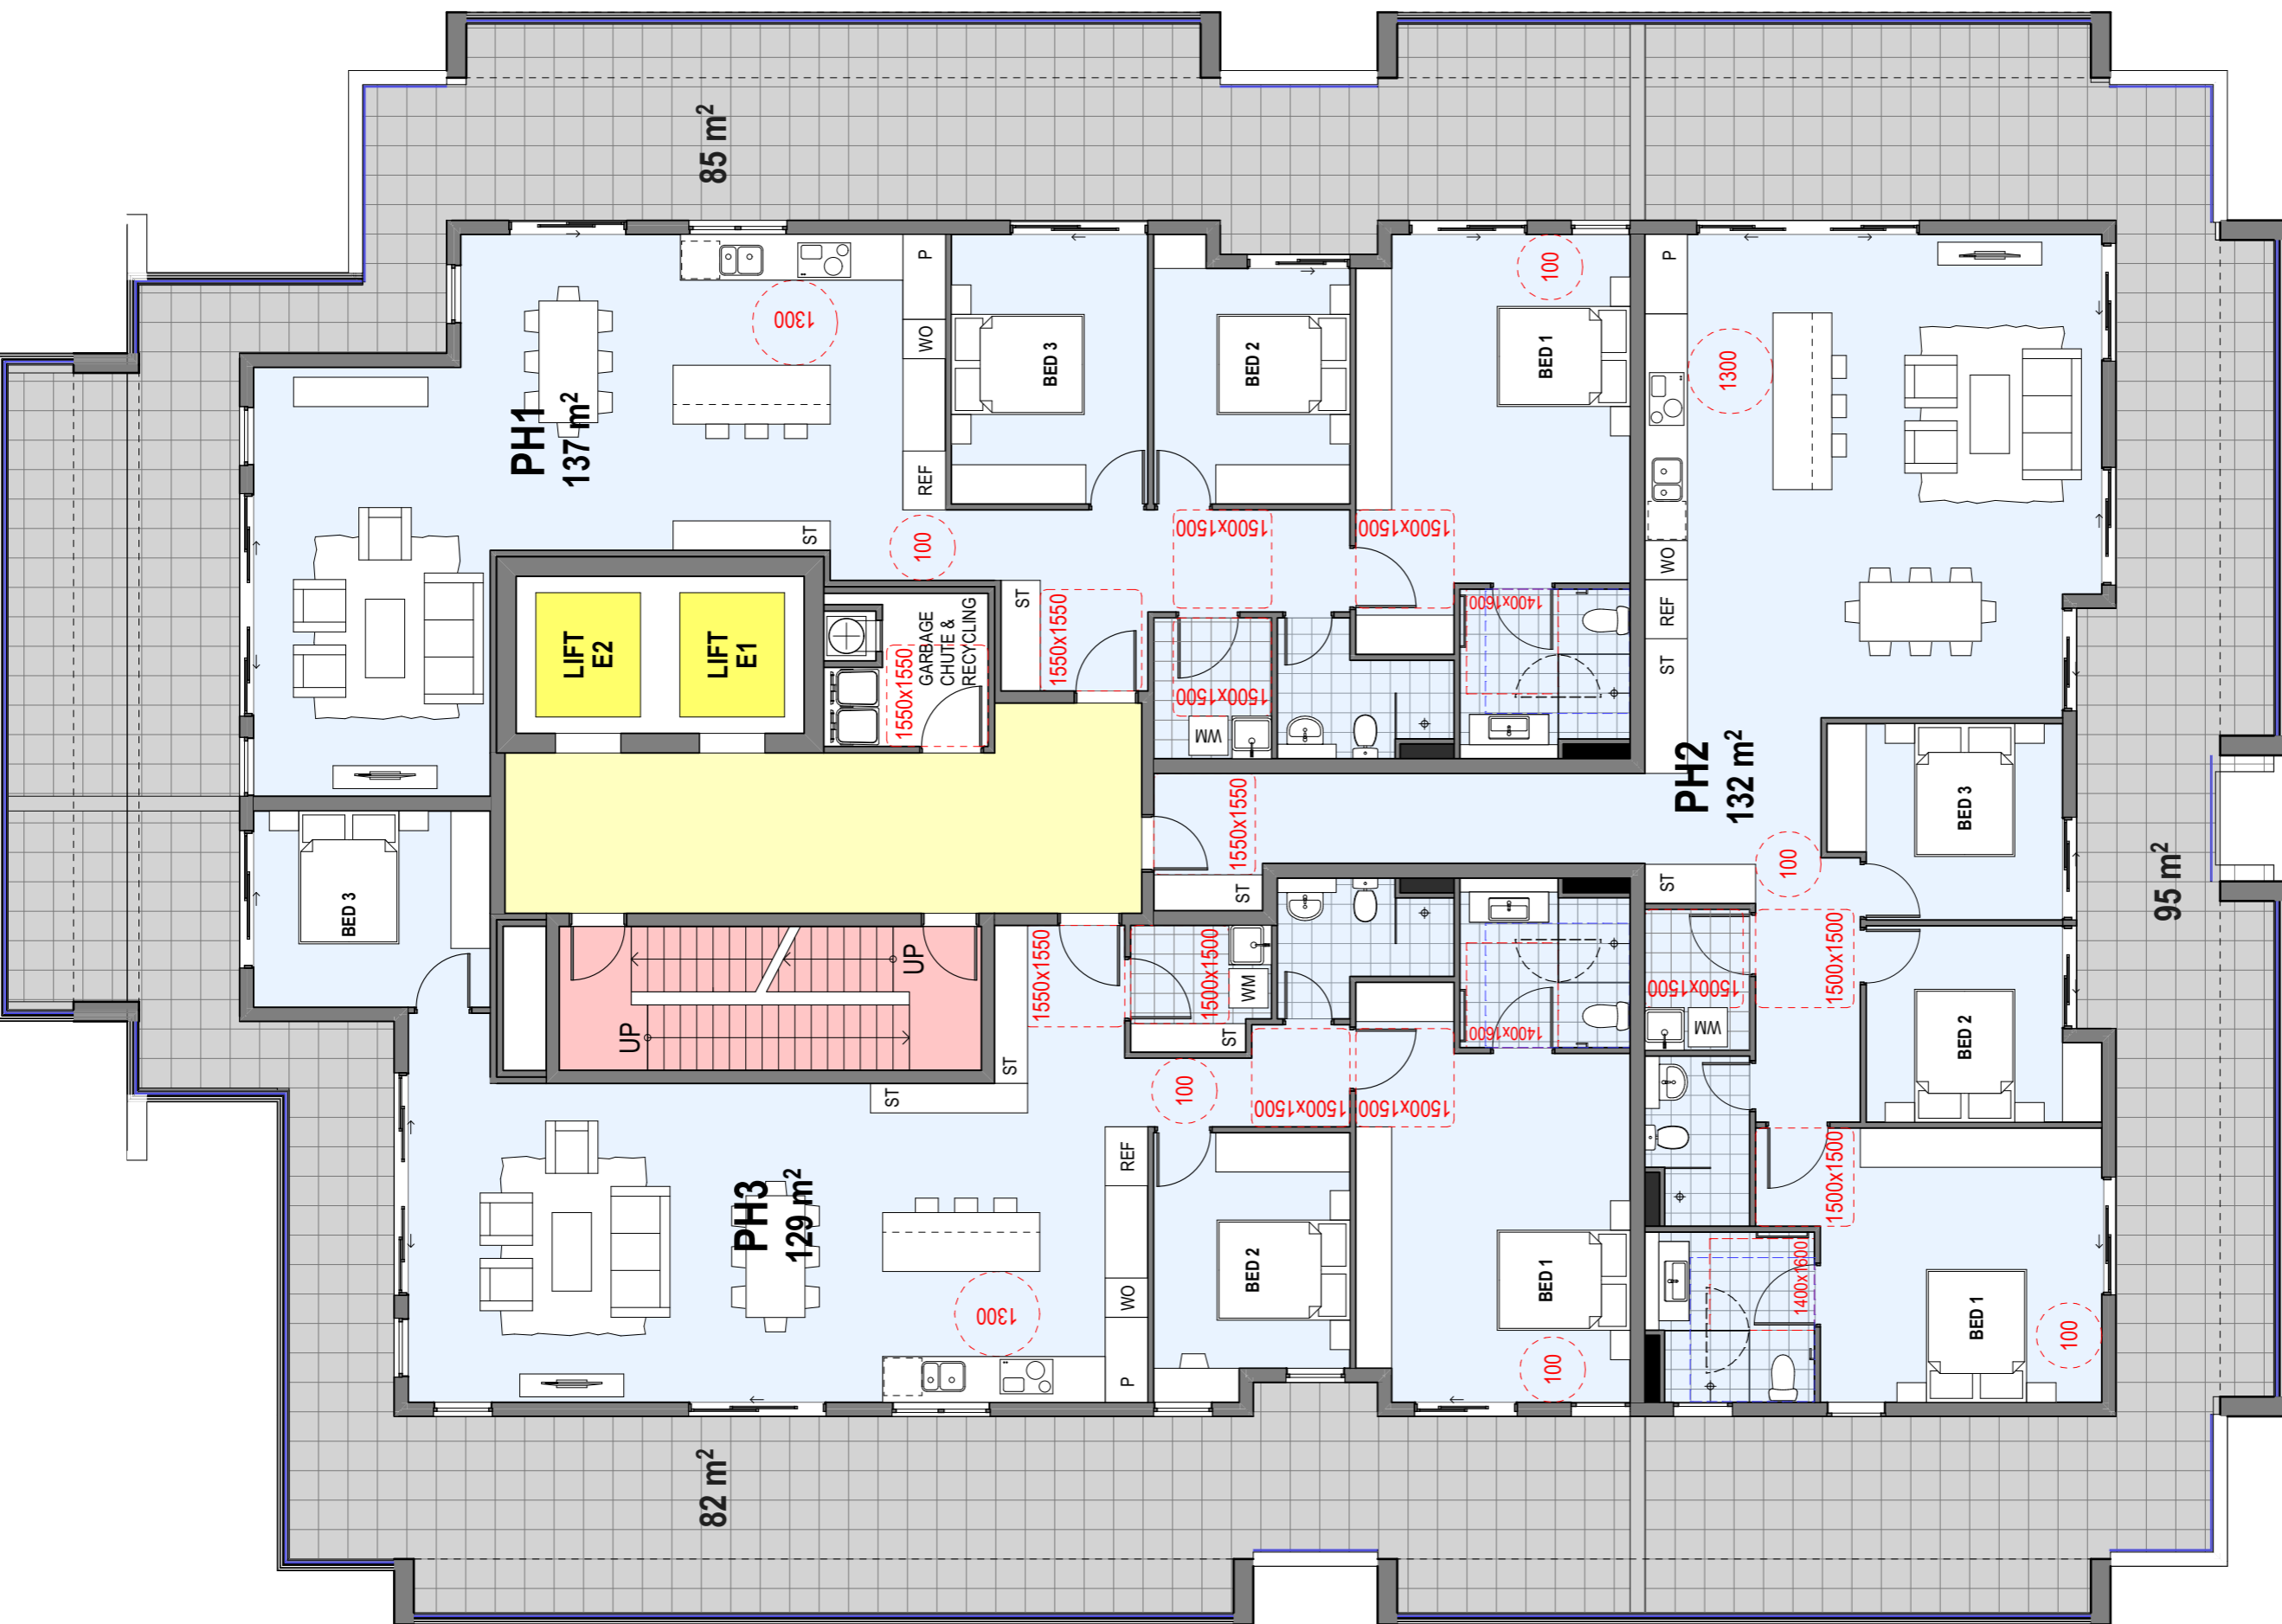 85 m²
PH1
137 m²
1300
P
WO
REF
ST
100
BED 3
BED 2
BED 1
100
1500x1500
1500x1500
1400x1600
LIFT
E2
LIFT
E1
GARBAGE
CHUTE &
RECYCLING
1550x1550
ST
1550x1550
1500x1500
WM
P
1300
WO
REF
ST
PH2
132 m²
1550x1550
ST
ST
100
BED 3
95 m²
1500x1500
1500x1500
WM
BED 2
1500x1500
1400x1600
BED 1
100
BED 3
UP
UP
1550x1550
1500x1500
WM
ST
ST
ST
100
1500x1500
1500x1500
1400x1600
PH3
129 m²
REF
WO
P
1300
BED 2
BED 1
100
82 m²